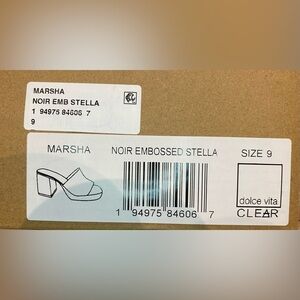 MARSHA
NOIR EMB STELLA
1 94975 84606 7
9
MARSHA NOIR EMBOSSED STELLA SIZE 9
1 94975 84606 7
dolce vita
CLEAR